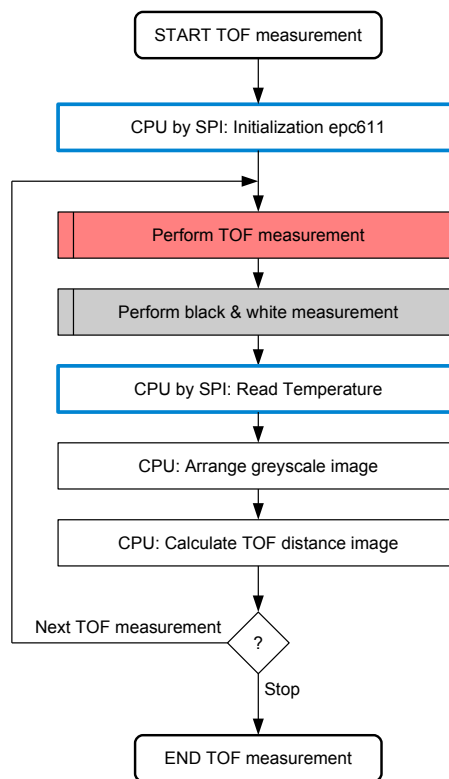 START TOF measurement
CPU by SPI: Initialization epc611
Perform TOF measurement
Perform black & white measurement
CPU by SPI: Read Temperature
CPU: Arrange greyscale image
CPU: Calculate TOF distance image
Next TOF measurement
?
Stop
END TOF measurement